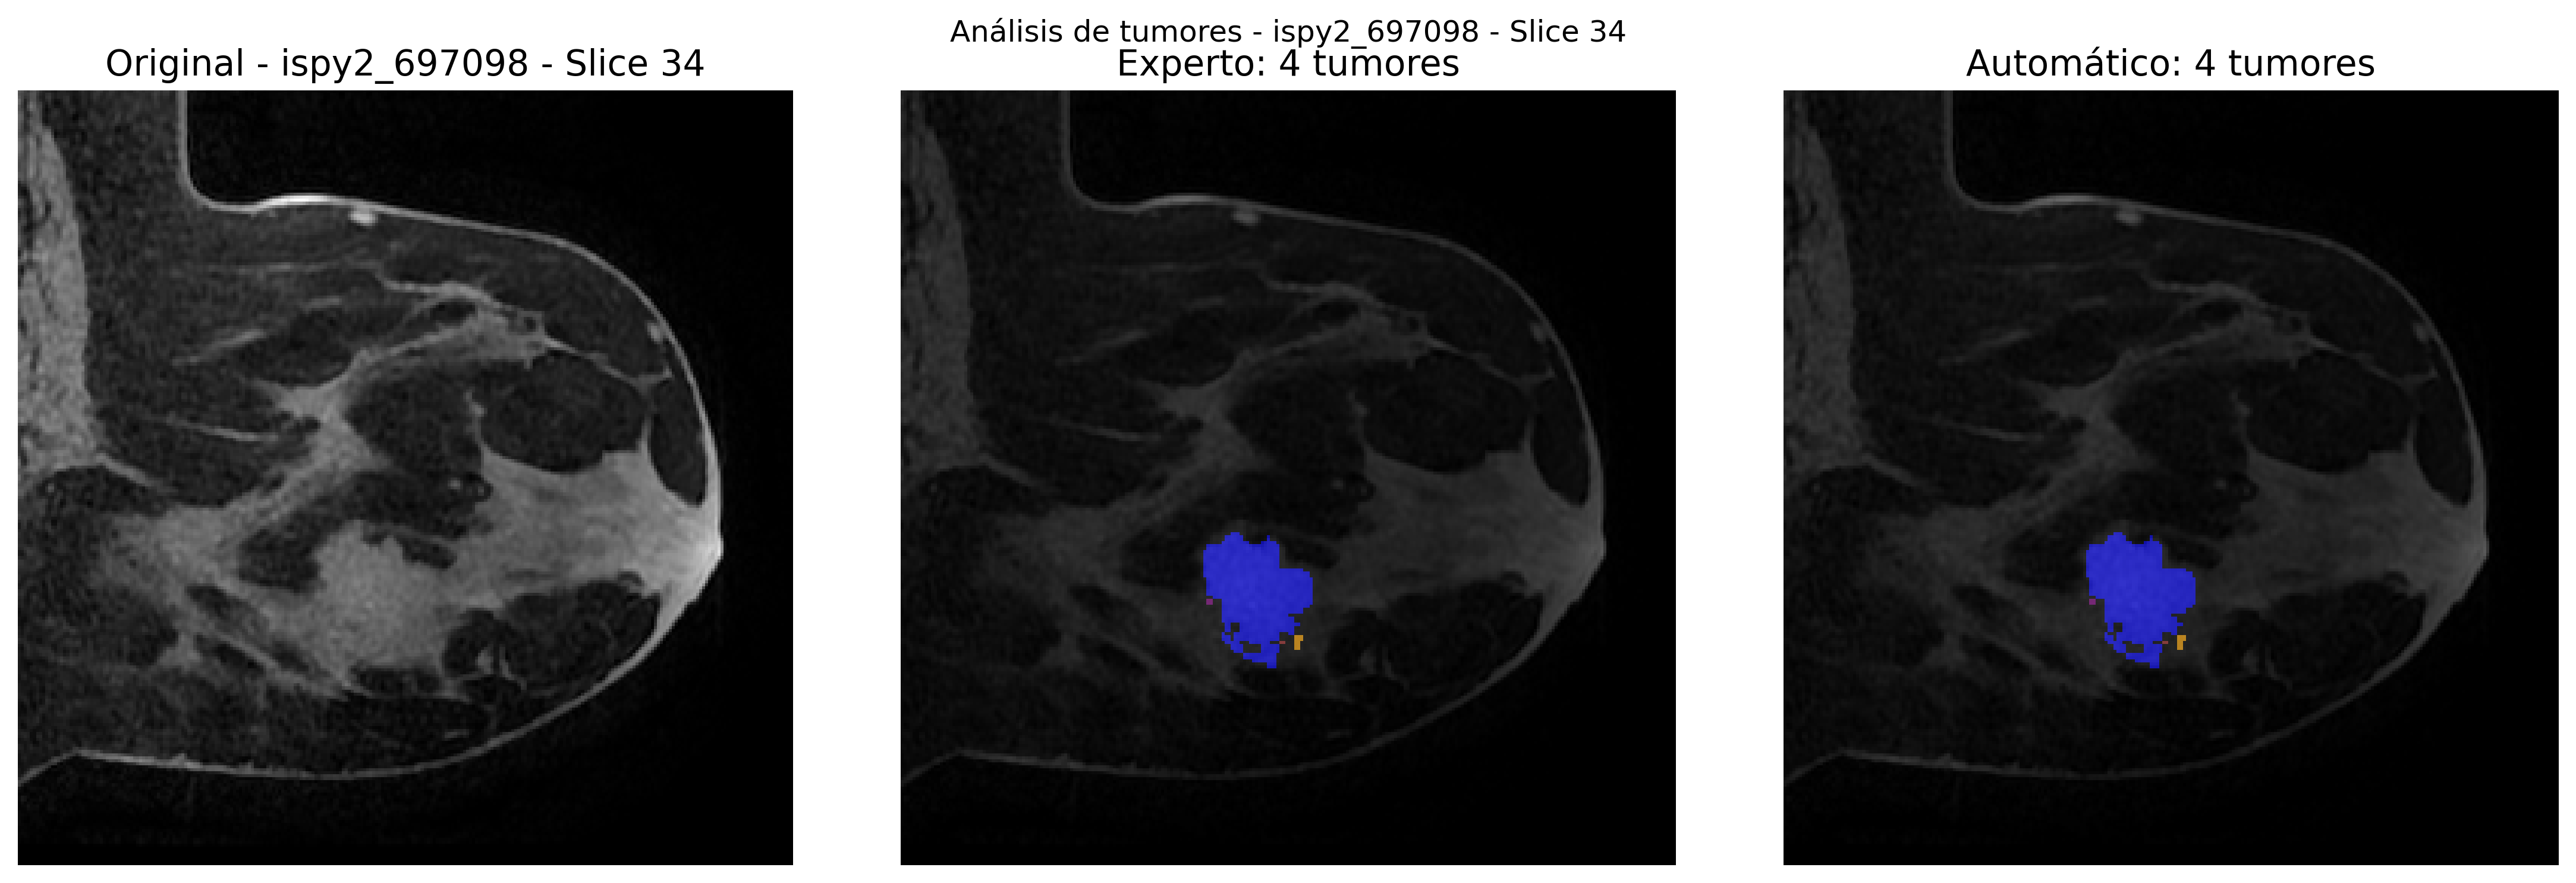 Análisis de tumores - ispy2_697098 - Slice 34
Original - ispy2_697098 - Slice 34
Experto: 4 tumores
Automático: 4 tumores